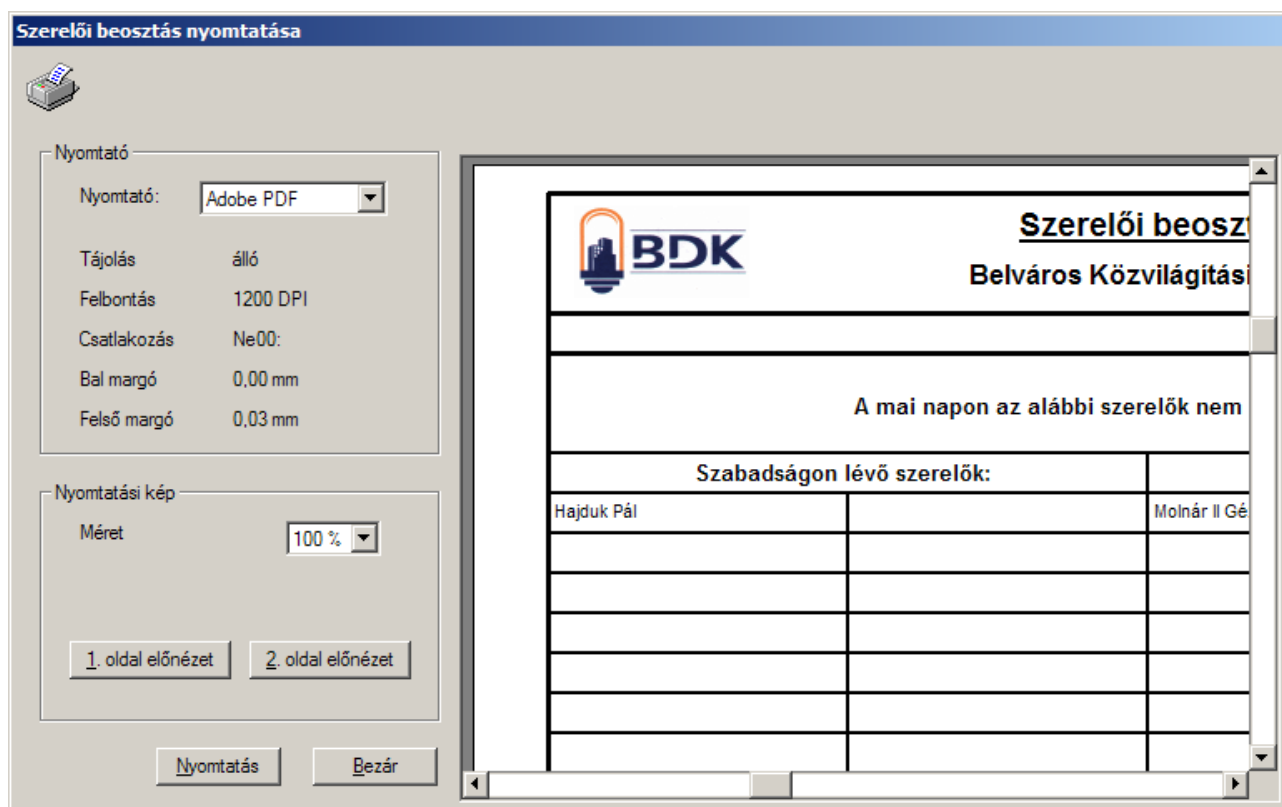 Szerelői beosztás nyomtatása
Nyomtató
Nyomtató: Adobe PDF
Tájolás álló
Felbontás 1200 DPI
Csatlakozás Ne00:
Bal margó 0,00 mm
Felső margó 0,03 mm
Nyomtatási kép
Méret 100 %
1. oldal előnézet 2. oldal előnézet
Nyomtatás Bezár
BDK
Szerelői beoszt
Belváros Közvilágítási
A mai napon az alábbi szerelők nem
Szabadságon lévő szerelők:
Hajduk Pál Molnár II Gé